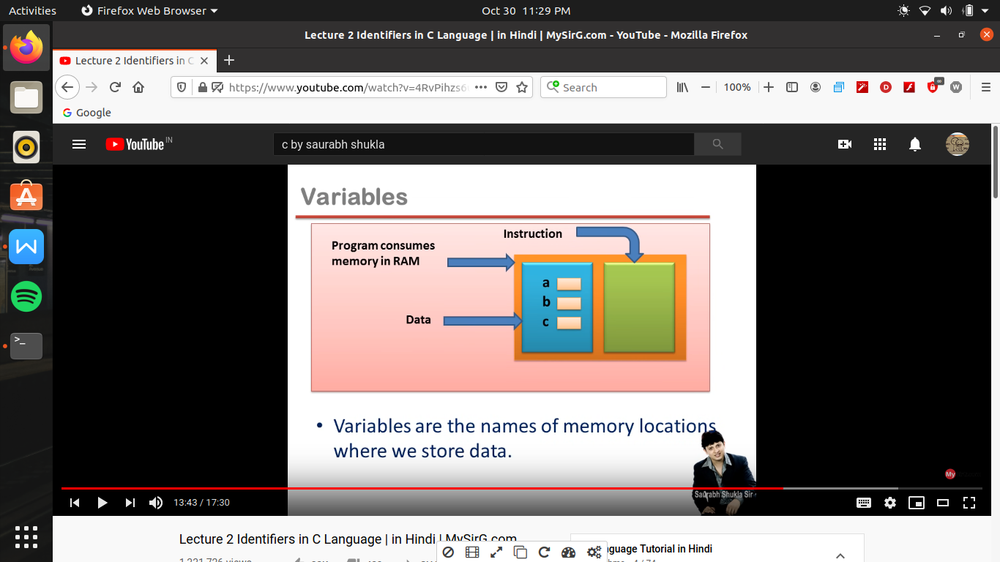 Activities
Firefox Web Browser
Oct 30 11:29 PM
Lecture 2 Identifiers in C Language | in Hindi | MySirG.com - YouTube - Mozilla Firefox
Lecture 2 Identifiers in C
https://www.youtube.com/watch?v=4RvPihzs6
Search
100%
Google
YouTube IN
c by saurabh shukla
Variables
Instruction
Program consumes
memory in RAM
a
b
Data
c
• Variables are the names of memory locations
where we store data.
My
Saurabh Shukla Sir
13:43 / 17:30
Lecture 2 Identifiers in C Language | in Hindi | MySirG.com
nguage Tutorial in Hindi